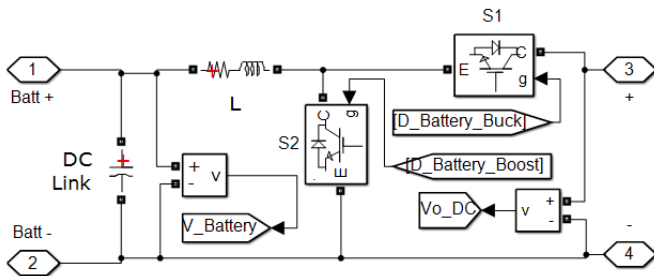 S1
1
Batt +
+
L
E
C
g
3
+
[D_Battery_Buck]
DC
Link
+
S2
C
g
E
[D_Battery_Boost]
+
-
v
V_Battery
Vo_DC
v
+
-
Batt -
2
-
4